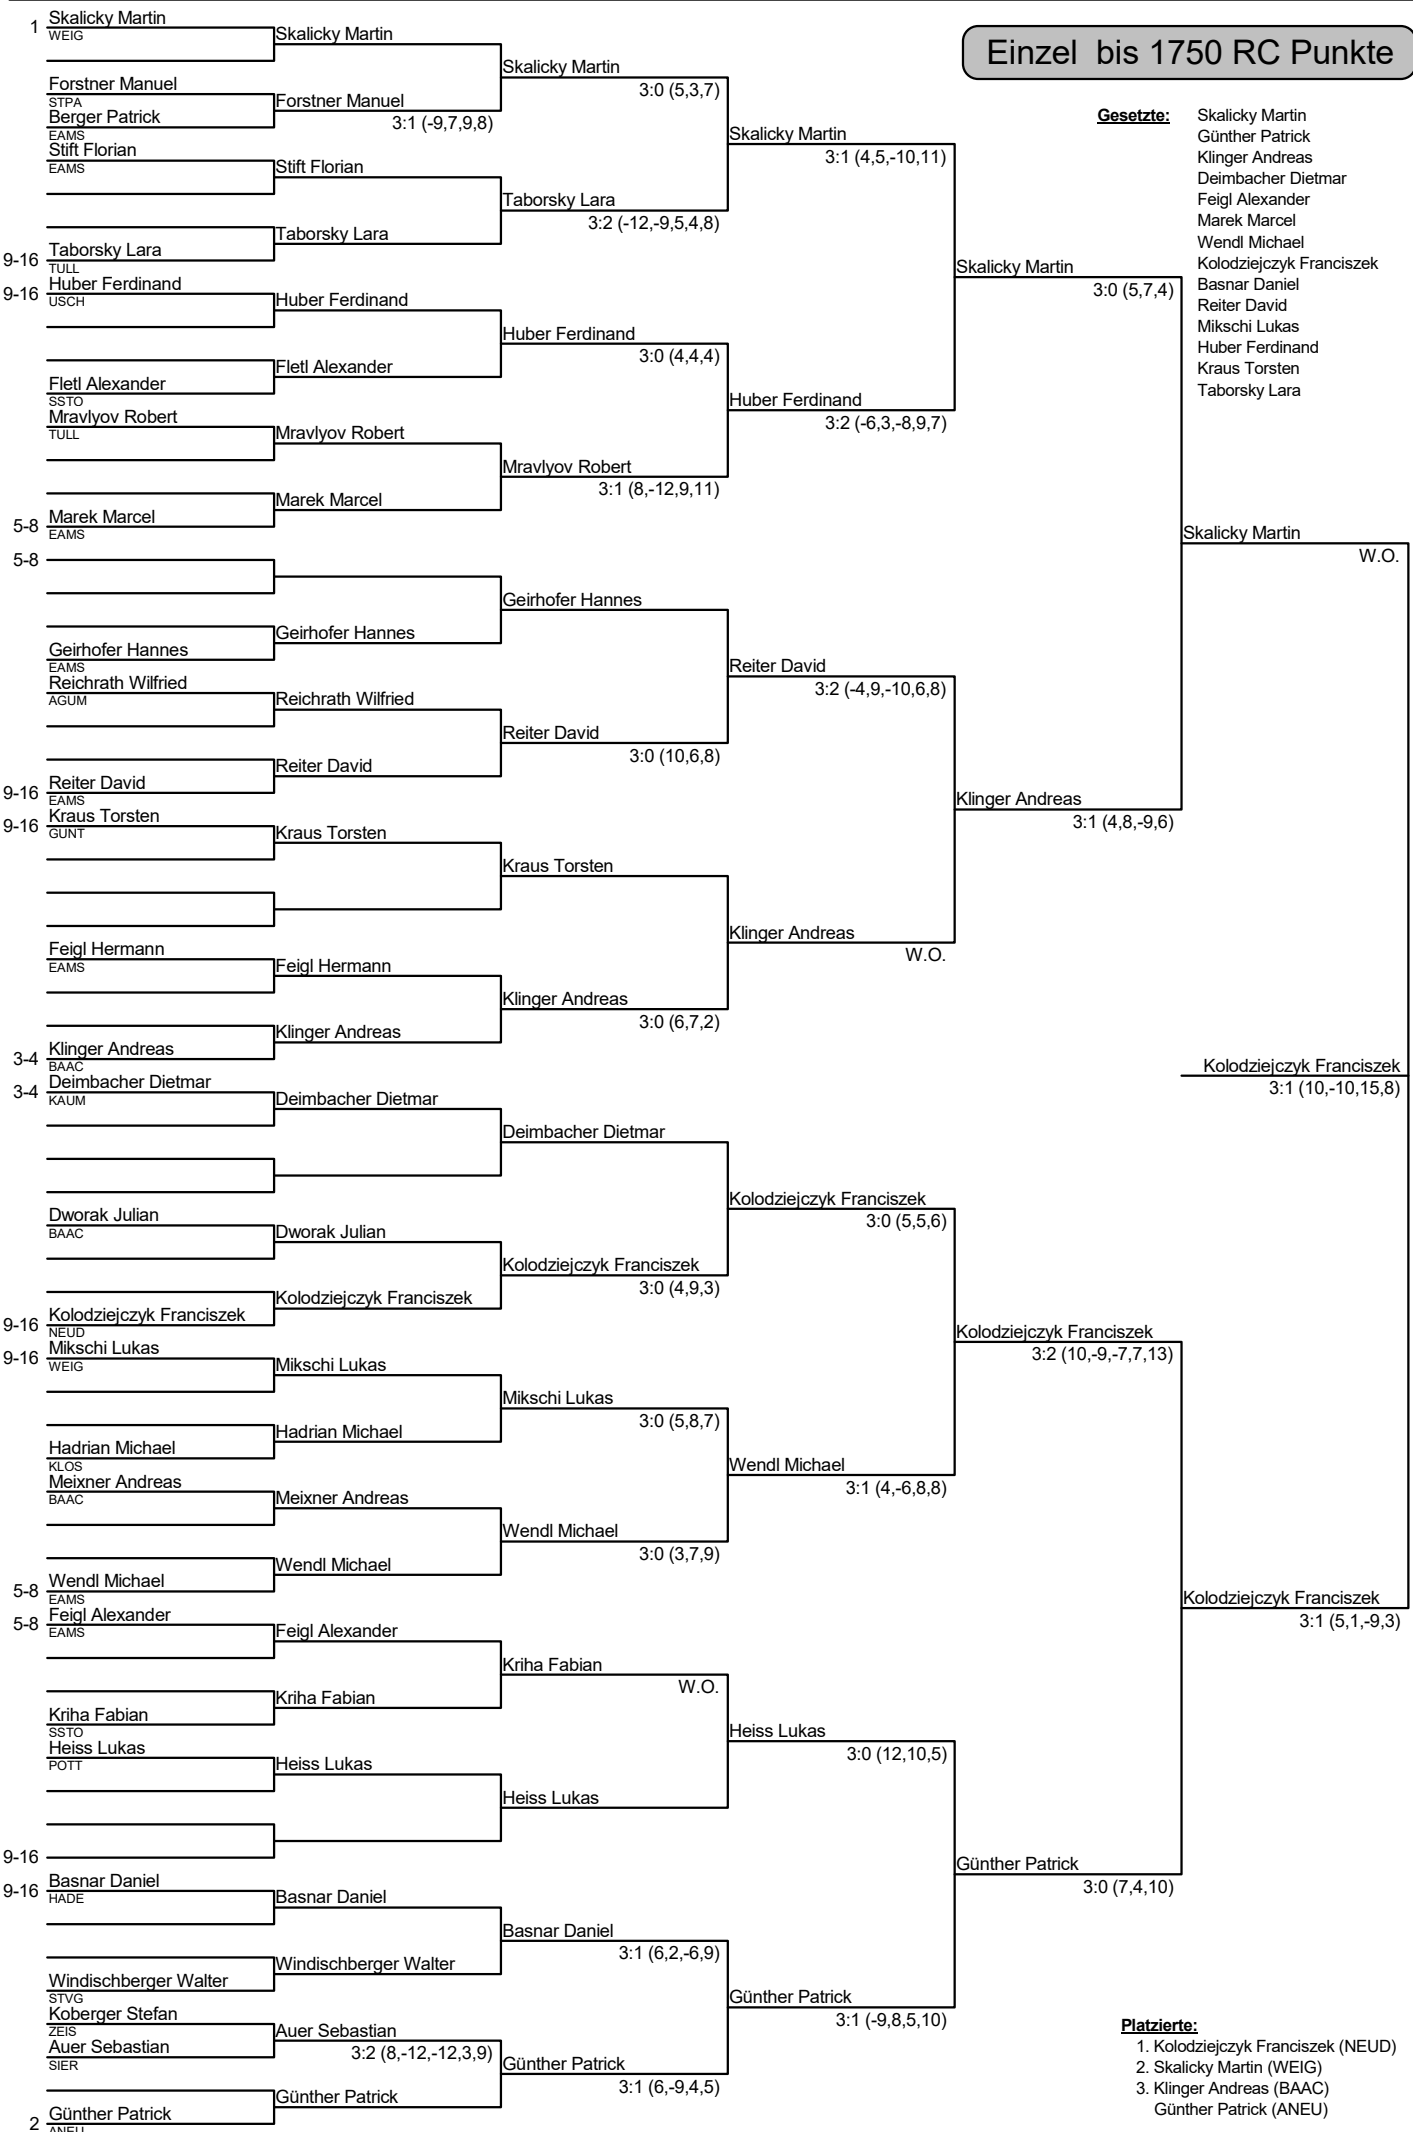 Einzel bis 1750 RC Punkte
Gesetzte:
Skalicky Martin
Günther Patrick
Klinger Andreas
Deimbacher Dietmar
Feigl Alexander
Marek Marcel
Wendl Michael
Kolodziejczyk Franciszek
Basnar Daniel
Reiter David
Mikschi Lukas
Huber Ferdinand
Kraus Torsten
Taborsky Lara
1 Skalicky Martin
WEIG
Forstner Manuel
STPA
Berger Patrick
EAMS
Stift Florian
EAMS
9-16 Taborsky Lara
TULL
9-16 Huber Ferdinand
USCH
Fletl Alexander
SSTO
Mravlyov Robert
TULL
5-8 Marek Marcel
EAMS
5-8
Geirhofer Hannes
EAMS
Reichrath Wilfried
AGUM
9-16 Reiter David
EAMS
9-16 Kraus Torsten
GUNT
Feigl Hermann
EAMS
3-4 Klinger Andreas
BAAC
3-4 Deimbacher Dietmar
KAUM
Dworak Julian
BAAC
9-16 Kolodziejczyk Franciszek
NEUD
9-16 Mikschi Lukas
WEIG
Hadrian Michael
KLOS
Meixner Andreas
BAAC
5-8 Wendl Michael
EAMS
5-8 Feigl Alexander
EAMS
Kriha Fabian
SSTO
Heiss Lukas
POTT
9-16
9-16 Basnar Daniel
HADE
Windischberger Walter
STVG
Koberger Stefan
ZEIS
Auer Sebastian
SIER
2 Günther Patrick
ANEU
Skalicky Martin
Forstner Manuel
3:1 (-9,7,9,8)
Stift Florian
Taborsky Lara
Huber Ferdinand
Fletl Alexander
Mravlyov Robert
Marek Marcel
Geirhofer Hannes
Reichrath Wilfried
Reiter David
Kraus Torsten
Feigl Hermann
Klinger Andreas
Deimbacher Dietmar
Dworak Julian
Kolodziejczyk Franciszek
Mikschi Lukas
Hadrian Michael
Meixner Andreas
Wendl Michael
Feigl Alexander
Kriha Fabian
Heiss Lukas
Basnar Daniel
Windischberger Walter
Auer Sebastian
3:2 (8,-12,-12,3,9)
Günther Patrick
Skalicky Martin
3:0 (5,3,7)
Taborsky Lara
3:2 (-12,-9,5,4,8)
Huber Ferdinand
3:0 (4,4,4)
Mravlyov Robert
3:1 (8,-12,9,11)
Geirhofer Hannes
Reiter David
3:0 (10,6,8)
Kraus Torsten
Klinger Andreas
3:0 (6,7,2)
Deimbacher Dietmar
Kolodziejczyk Franciszek
3:0 (4,9,3)
Mikschi Lukas
3:0 (5,8,7)
Wendl Michael
3:0 (3,7,9)
Kriha Fabian
W.O.
Heiss Lukas
Basnar Daniel
3:1 (6,2,-6,9)
Günther Patrick
3:1 (6,-9,4,5)
Skalicky Martin
3:1 (4,5,-10,11)
Huber Ferdinand
3:2 (-6,3,-8,9,7)
Reiter David
3:2 (-4,9,-10,6,8)
Klinger Andreas
W.O.
Kolodziejczyk Franciszek
3:0 (5,5,6)
Wendl Michael
3:1 (4,-6,8,8)
Heiss Lukas
3:0 (12,10,5)
Günther Patrick
3:1 (-9,8,5,10)
Skalicky Martin
3:0 (5,7,4)
Klinger Andreas
3:1 (4,8,-9,6)
Kolodziejczyk Franciszek
3:2 (10,-9,-7,7,13)
Günther Patrick
3:0 (7,4,10)
Skalicky Martin
W.O.
Kolodziejczyk Franciszek
3:1 (5,1,-9,3)
Kolodziejczyk Franciszek
3:1 (10,-10,15,8)
Platzierte:
1. Kolodziejczyk Franciszek (NEUD)
2. Skalicky Martin (WEIG)
3. Klinger Andreas (BAAC)
Günther Patrick (ANEU)